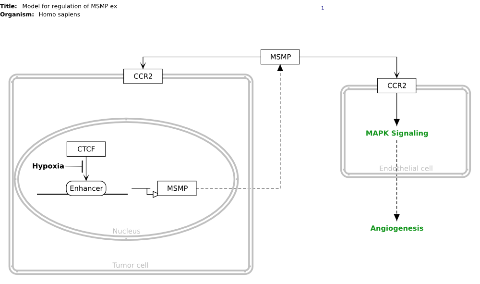 Title: Model for regulation of MSMP ex
Organism: Homo sapiens
1
MSMP
CCR2
CCR2
MAPK Signaling
CTCF
Hypoxia
Endothelial cell
Enhancer
MSMP
Angiogenesis
Nucleus
Tumor cell